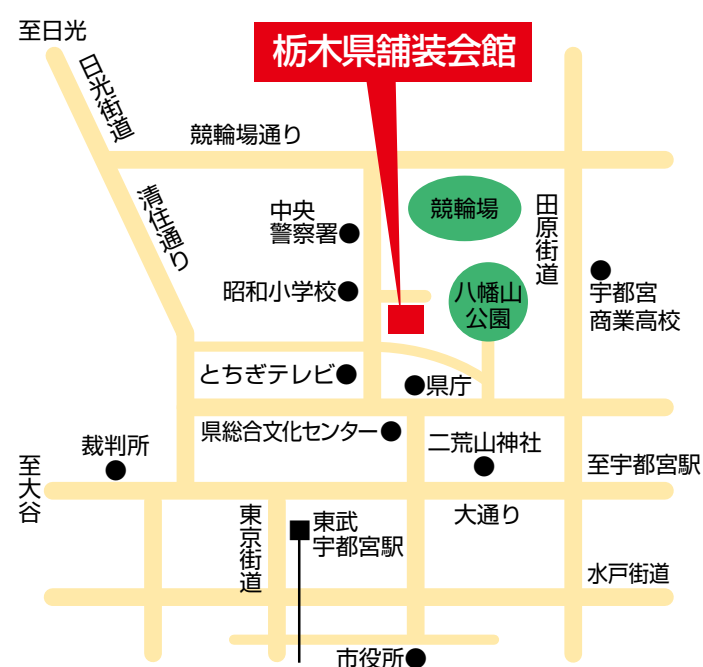 至日光
栃木県舗装会館
日光街道
競輪場通り
清住通り
中央
警察署
競輪場
田原街道
昭和小学校
八幡山
公園
宇都宮
商業高校
とちぎテレビ
県庁
県総合文化センター
裁判所
二荒山神社
至大谷
至宇都宮駅
東京街道
東武
宇都宮駅
大通り
水戸街道
市役所